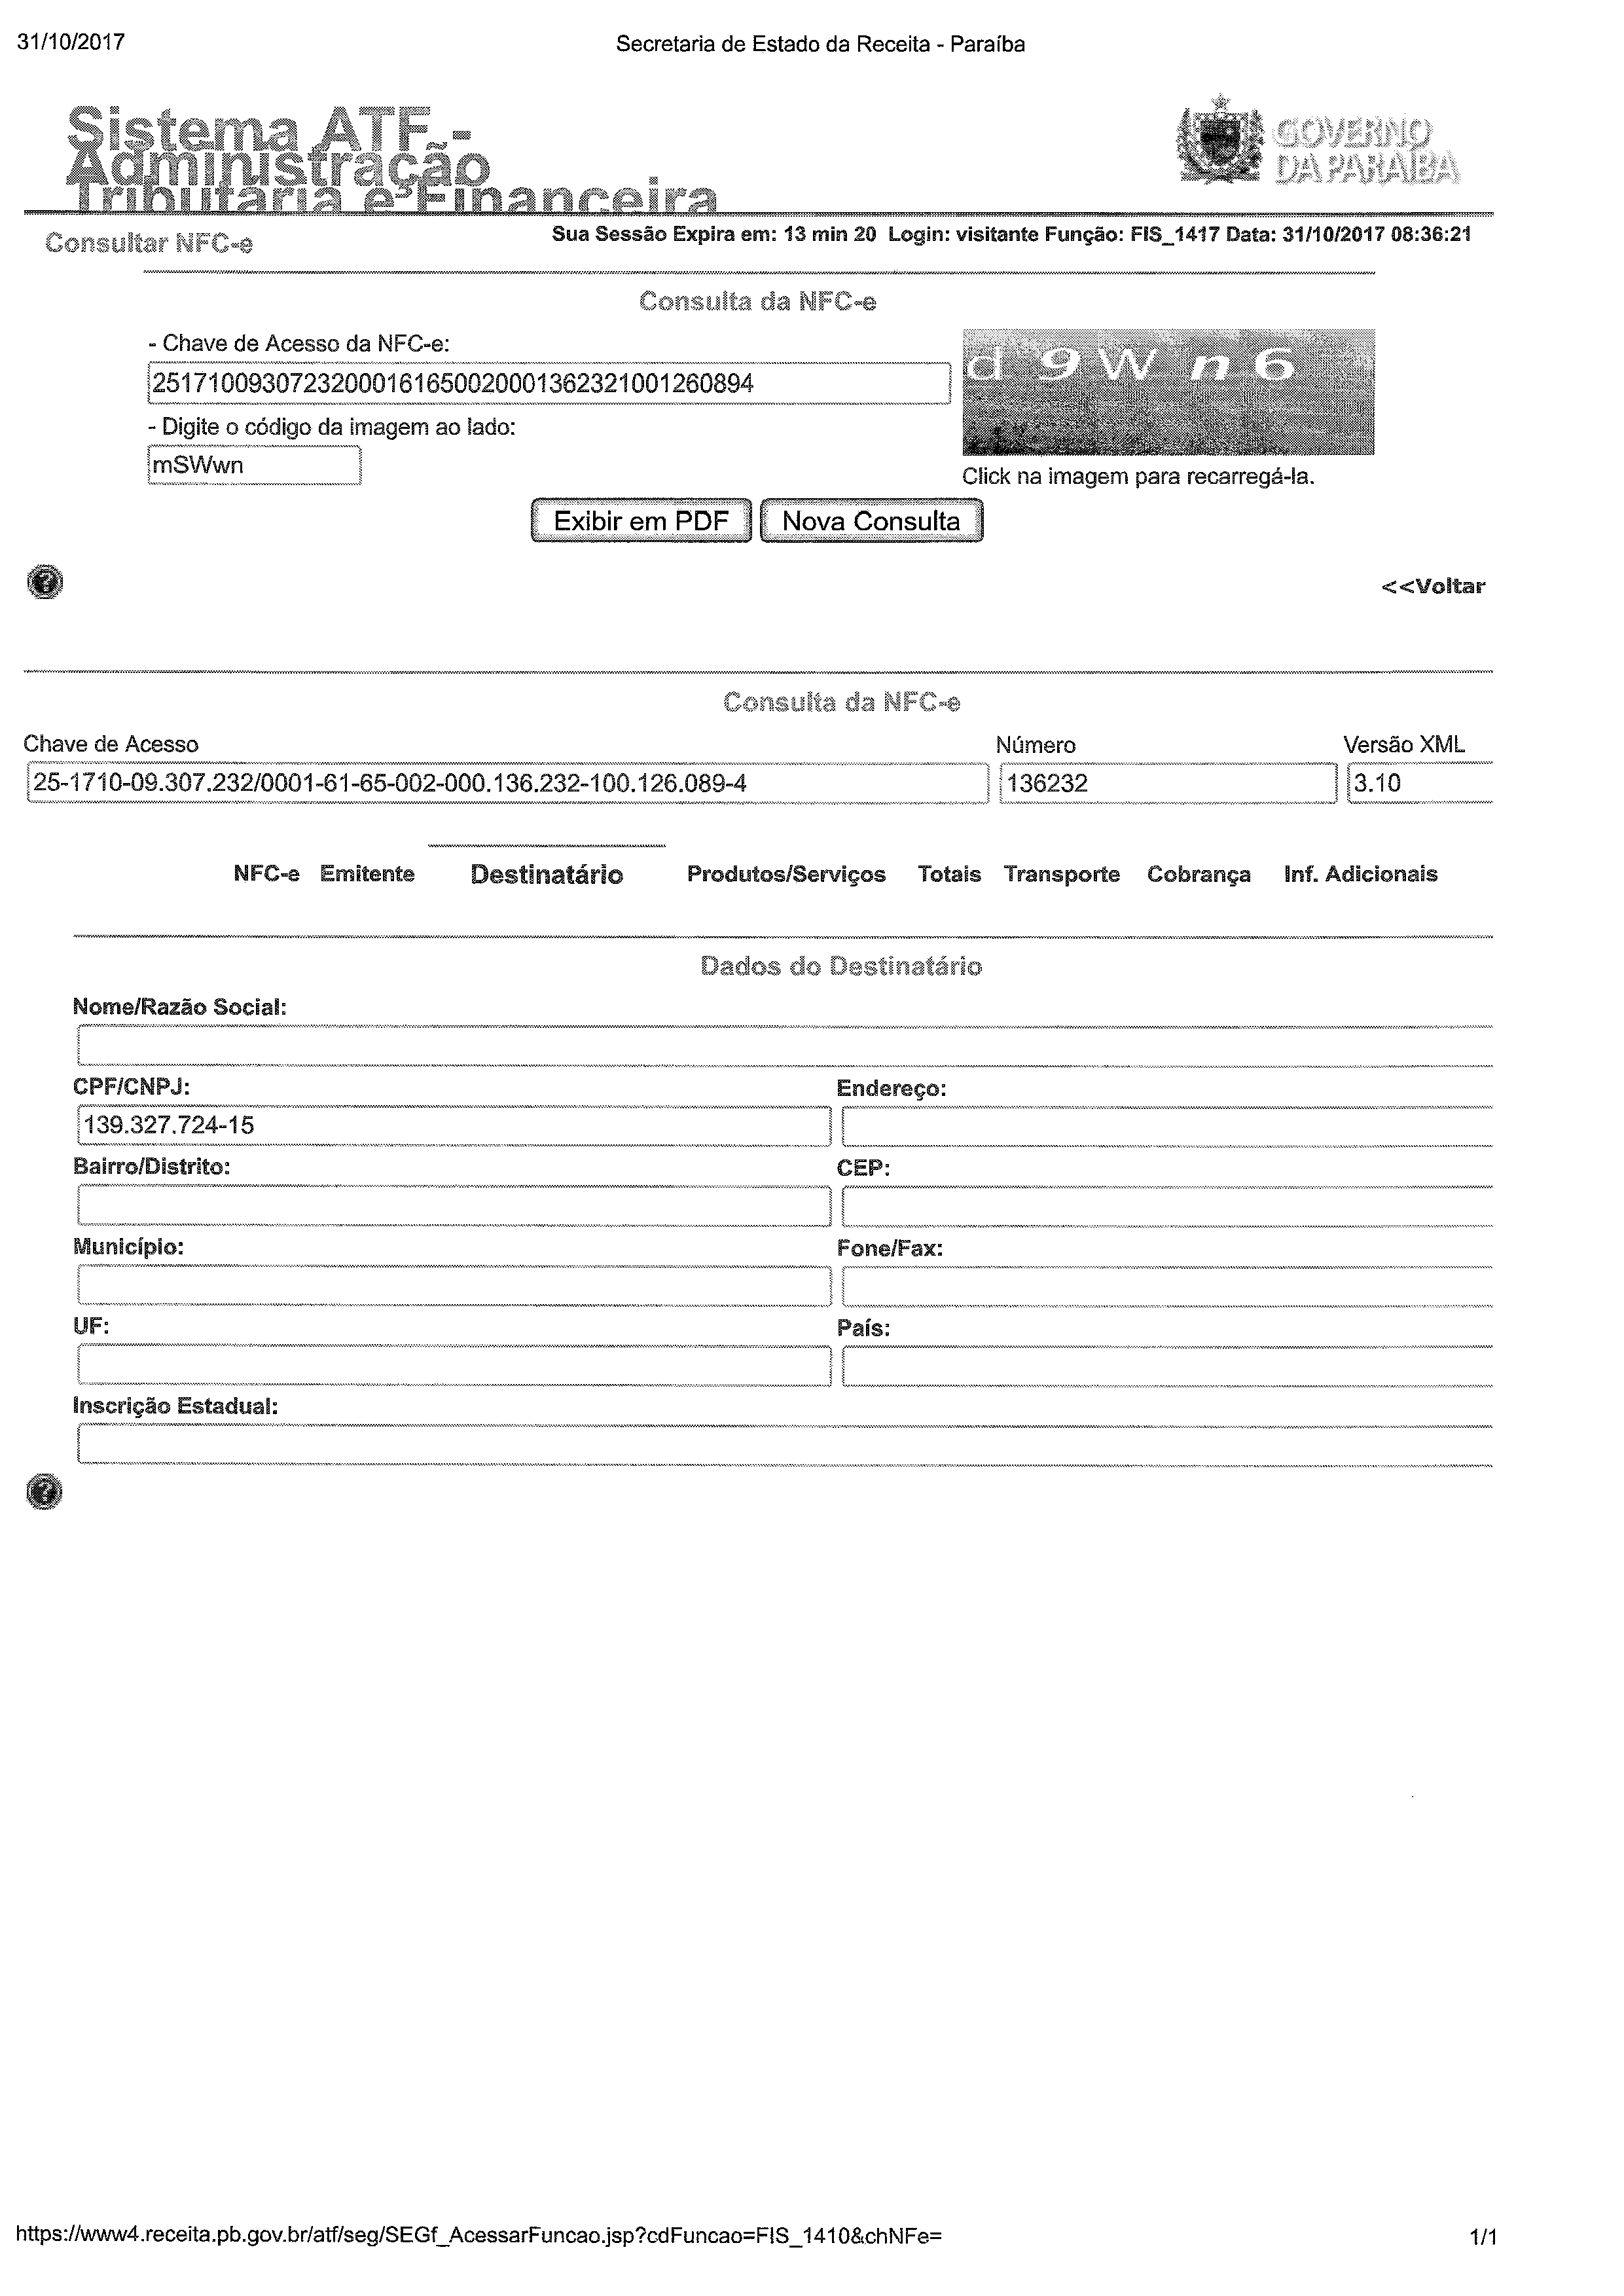 31/10/2017 Secretaria de Estado da Receita - Paraíba
Sistema ATF -
Administração
Tributária e Financeira
GOVERNO
DA PARAÍBA
Consultar NFC-e Sua Sessão Expira em: 13 min 20 Login: visitante Função: FIS_1417 Data: 31/10/2017 08:36:21
Consulta da NFC-e
- Chave de Acesso da NFC-e:
25171009307232000161650020001362321001260894
d 9 W n 6
- Digite o código da imagem ao lado:
mSWwn
Click na imagem para recarregá-la.
Exibir em PDF Nova Consulta
<<Voltar
Consulta da NFC-e
Chave de Acesso Número Versão XML
25-1710-09.307.232/0001-61-65-002-000.136.232-100.126.089-4 136232 3.10
NFC-e Emitente Destinatário Produtos/Serviços Totais Transporte Cobrança Inf. Adicionais
Dados do Destinatário
Nome/Razão Social:
CPF/CNPJ: Endereço:
139.327.724-15
Bairro/Distrito: CEP:
Município: Fone/Fax:
UF: País:
Inscrição Estadual:
https://www4.receita.pb.gov.br/atf/seg/SEGf_AcessarFuncao.jsp?cdFuncao=FIS_1410&chNFe= 1/1